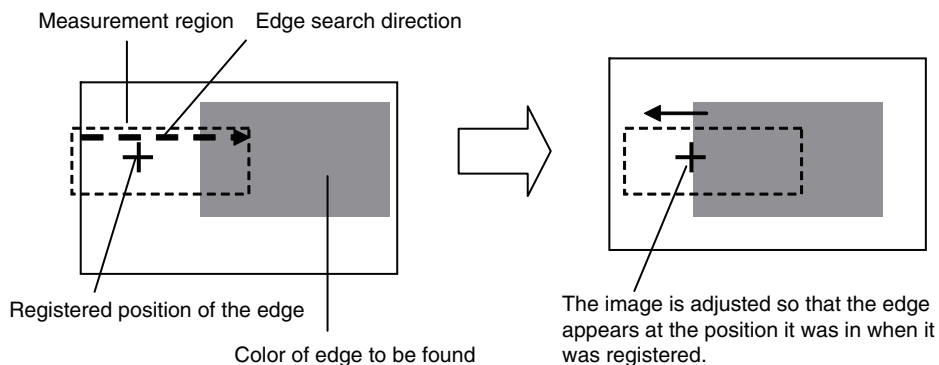 Measurement region
Edge search direction
Registered position of the edge
Color of edge to be found
The image is adjusted so that the edge
appears at the position it was in when it
was registered.